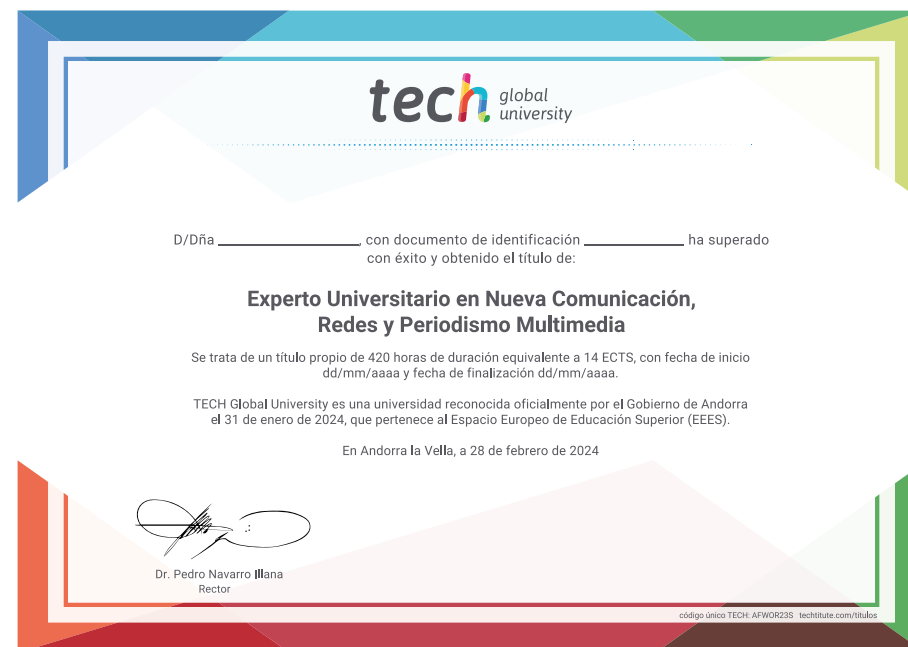 tech global university
D/Dña ____________________, con documento de identificación ______________ ha superado
con éxito y obtenido el título de:
Experto Universitario en Nueva Comunicación,
Redes y Periodismo Multimedia
Se trata de un título propio de 420 horas de duración equivalente a 14 ECTS, con fecha de inicio
dd/mm/aaaa y fecha de finalización dd/mm/aaaa.
TECH Global University es una universidad reconocida oficialmente por el Gobierno de Andorra
el 31 de enero de 2024, que pertenece al Espacio Europeo de Educación Superior (EEES).
En Andorra la Vella, a 28 de febrero de 2024
Dr. Pedro Navarro Illana
Rector
código único TECH: AFWOR23S techtitute.com/titulos